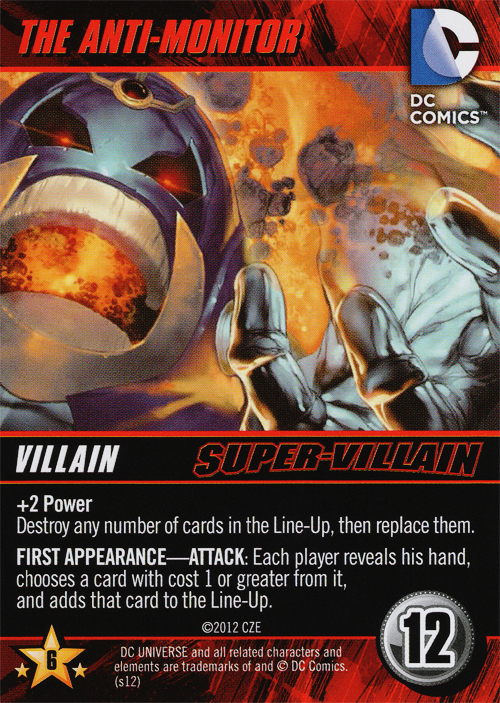 THE ANTI-MONITOR
DC
DC
COMICS™
VILLAIN
SUPER-VILLAIN
+2 Power
Destroy any number of cards in the Line-Up, then replace them.
FIRST APPEARANCE—ATTACK: Each player reveals his hand,
chooses a card with cost 1 or greater from it,
and adds that card to the Line-Up.
©2012 CZE
6
DC UNIVERSE and all related characters and
elements are trademarks of and © DC Comics.
(s12)
12